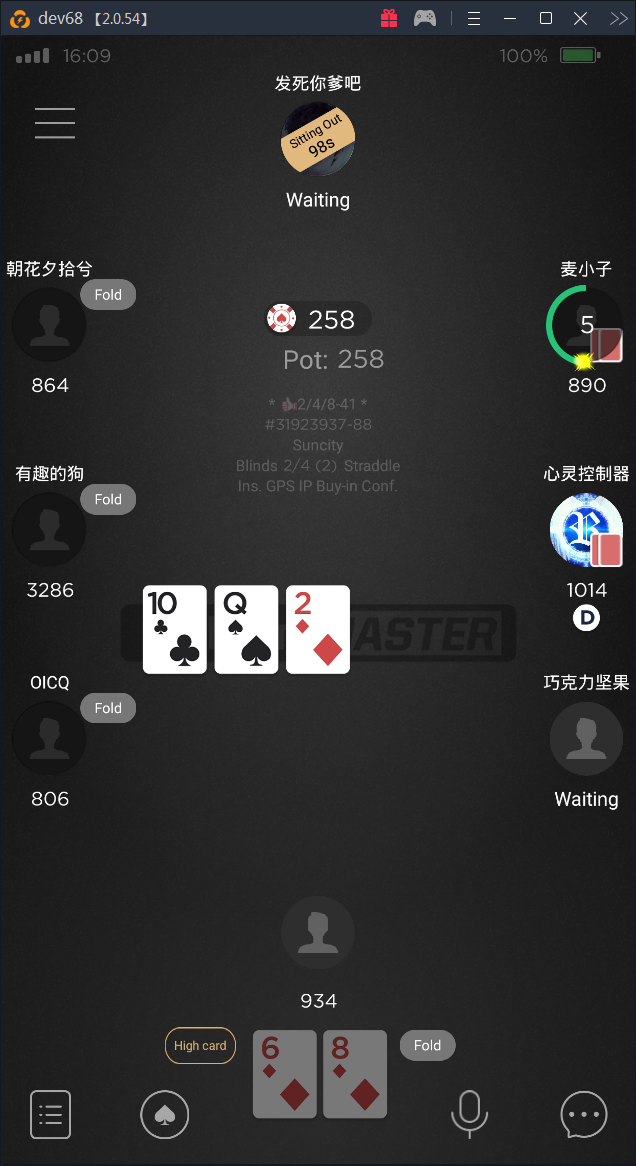 dev68 【2.0.54】
16:09
100%
发死你爹吧
Sitting Out
98s
Waiting
朝花夕拾兮
Fold
864
麦小子
5
890
258
Pot: 258
* 2/4/8-41 *
#31923937-88
Suncity
Blinds 2/4 (2) Straddle
Ins. GPS IP Buy-in Conf.
有趣的狗
Fold
3286
心灵控制器
B
1014
D
10
Q
2
MASTER
OICQ
Fold
806
巧克力坚果
Waiting
934
High card
6
8
Fold